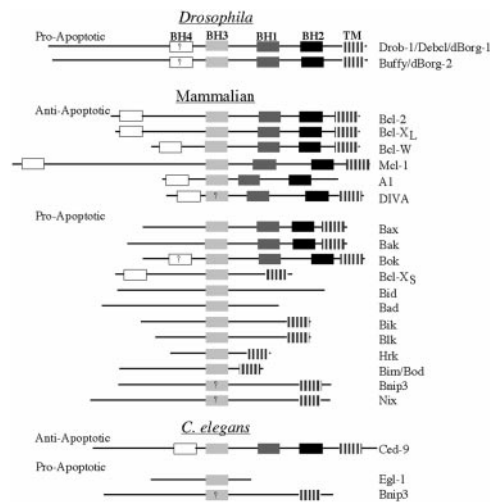 Drosophila
Pro-Apoptotic
BH4 BH3 BH1 BH2 TM
? Drob-1/Debcl/dBorg-1
? Buffy/dBorg-2
Mammalian
Anti-Apoptotic
Bcl-2
Bcl-XL
Bcl-W
Mcl-1
A1
? DIVA
Pro-Apoptotic
Bax
Bak
? Bok
Bcl-XS
Bid
Bad
Bik
Blk
Hrk
Bim/Bod
? Bnip3
? Nix
C. elegans
Anti-Apoptotic
Ced-9
Pro-Apoptotic
Egl-1
? Bnip3